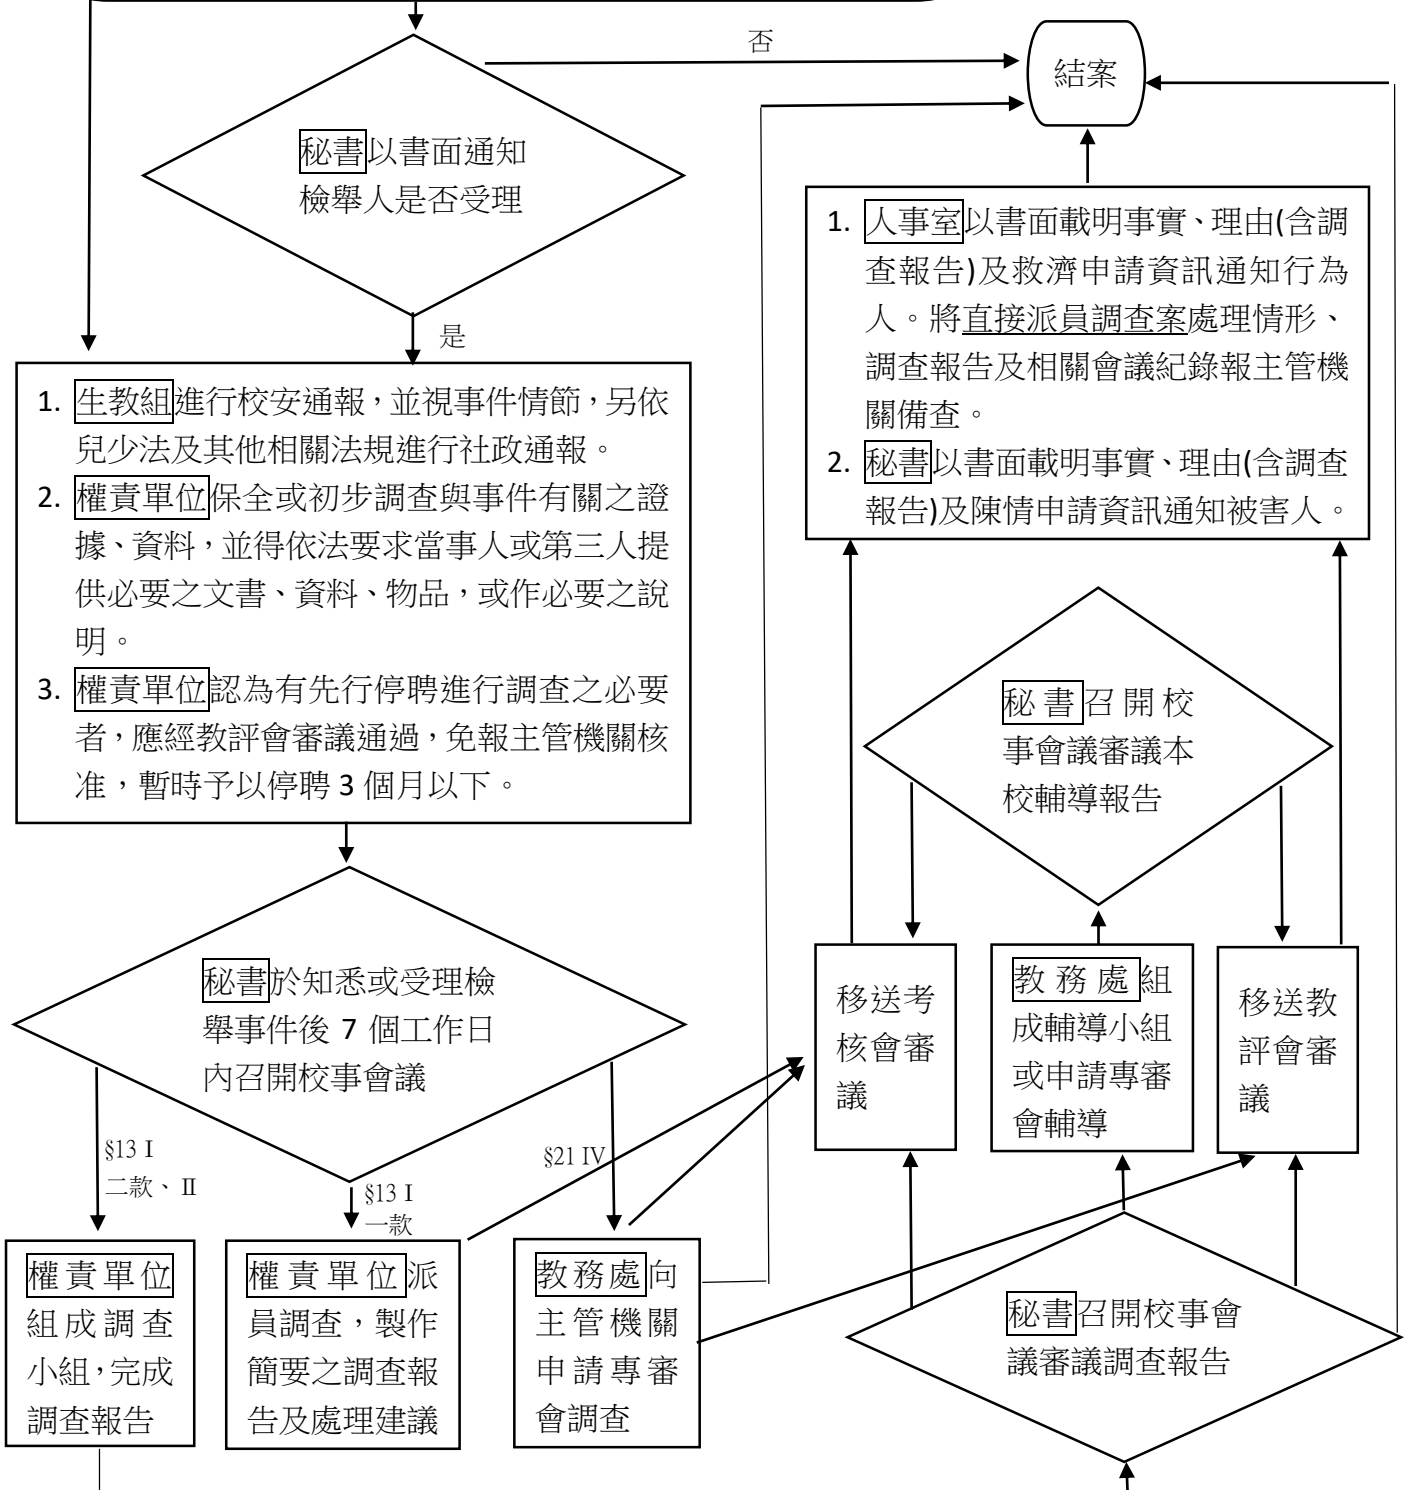 否
結案
秘書以書面通知
檢舉人是否受理
是
1. 人事室以書面載明事實、理由(含調
查報告)及救濟申請資訊通知行為
人。將直接派員調查案處理情形、
調查報告及相關會議紀錄報主管機
關備查。
2. 秘書以書面載明事實、理由(含調查
報告)及陳情申請資訊通知被害人。
1. 生教組進行校安通報，並視事件情節，另依
兒少法及其他相關法規進行社政通報。
2. 權責單位保全或初步調查與事件有關之證
據、資料，並得依法要求當事人或第三人提
供必要之文書、資料、物品，或作必要之說
明。
3. 權責單位認為有先行停聘進行調查之必要
者，應經教評會審議通過，免報主管機關核
准，暫時予以停聘 3 個月以下。
秘書召開校
事會議審議本
校輔導報告
秘書於知悉或受理檢
舉事件後 7 個工作日
內召開校事會議
移送考
核會審
議
教務處組
成輔導小組
或申請專審
會輔導
移送教
評會審
議
§13 I
二款、II
§13 I
一款
§21 IV
權責單位
組成調查
小組，完成
調查報告
權責單位派
員調查，製作
簡要之調查報
告及處理建議
教務處向
主管機關
申請專審
會調查
秘書召開校事會
議審議調查報告